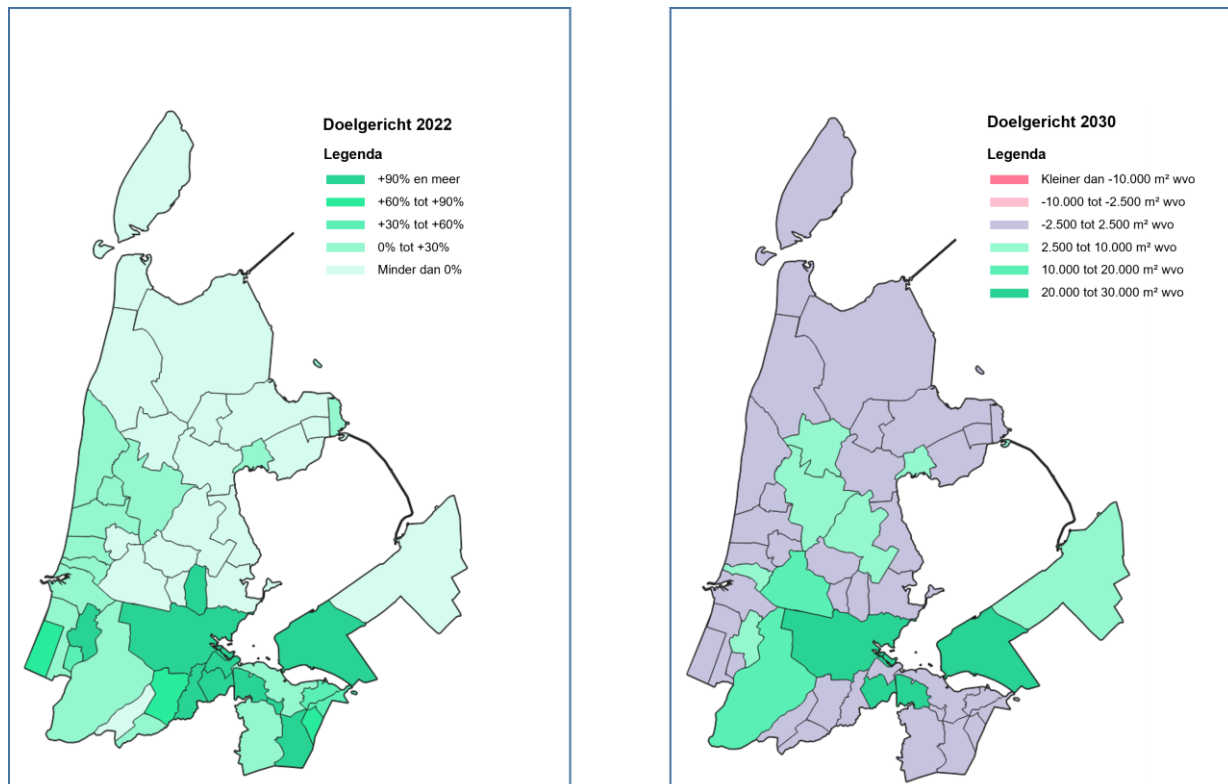 Doelgericht 2022
Legenda
+90% en meer
+60% tot +90%
+30% tot +60%
0% tot +30%
Minder dan 0%
Doelgericht 2030
Legenda
Kleiner dan -10.000 m² wvo
-10.000 tot -2.500 m² wvo
-2.500 tot 2.500 m² wvo
2.500 tot 10.000 m² wvo
10.000 tot 20.000 m² wvo
20.000 tot 30.000 m² wvo